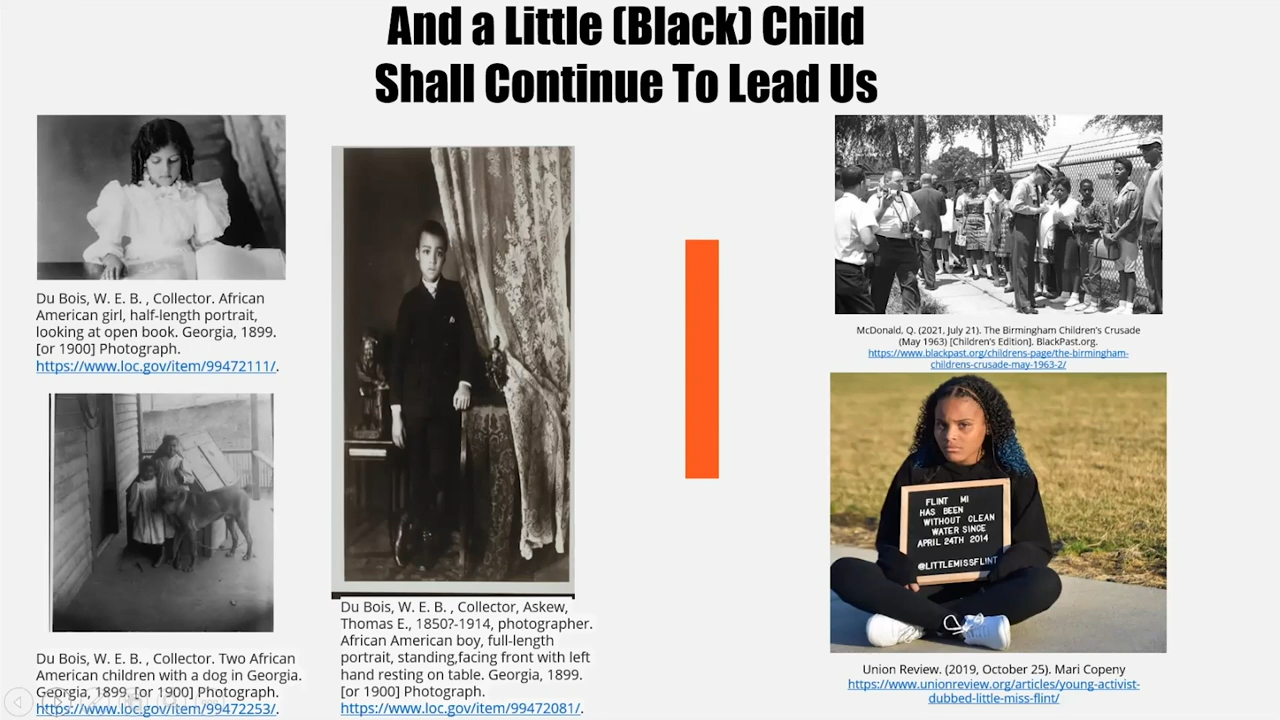 And a Little (Black) Child
Shall Continue To Lead Us
Du Bois, W. E. B. , Collector. African
American girl, half-length portrait,
looking at open book. Georgia, 1899.
[or 1900] Photograph.
https://www.loc.gov/item/99472111/.
Du Bois, W. E. B. , Collector. Two African
American children with a dog in Georgia.
Georgia, 1899. [or 1900] Photograph.
https://www.loc.gov/item/99472253/.
Du Bois, W. E. B. , Collector, Askew,
Thomas E., 1850?-1914, photographer.
African American boy, full-length
portrait, standing,facing front with left
hand resting on table. Georgia, 1899.
[or 1900] Photograph.
https://www.loc.gov/item/99472081/.
McDonald, Q. (2021, July 21). The Birmingham Children's Crusade
(May 1963) [Children's Edition]. BlackPast.org.
https://www.blackpast.org/childrens-page/the-birmingham-
childrens-crusade-may-1963-2/
FLINT MI
HAS BEEN
WITHOUT CLEAN
WATER SINCE
APRIL 24TH 2014
@LITTLEMISSFLINT
Union Review. (2019, October 25). Mari Copeny
https://www.unionreview.org/articles/young-activist-
dubbed-little-miss-flint/